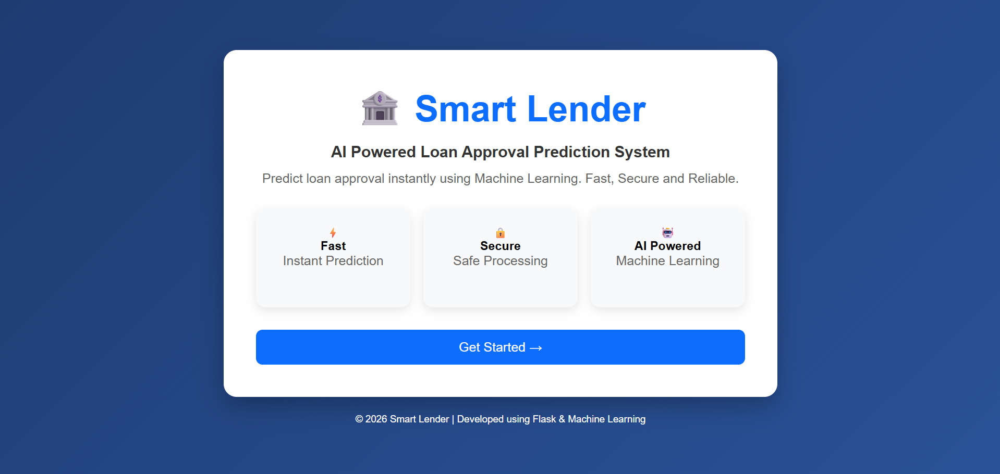 Smart Lender
AI Powered Loan Approval Prediction System
Predict loan approval instantly using Machine Learning. Fast, Secure and Reliable.
Fast
Instant Prediction
Secure
Safe Processing
AI Powered
Machine Learning
Get Started →
© 2026 Smart Lender | Developed using Flask & Machine Learning